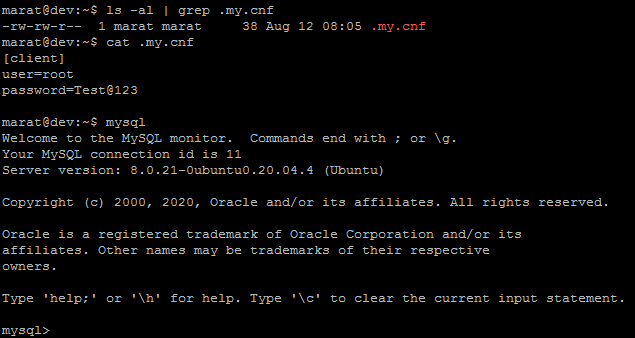 marat@dev:~$ ls -al | grep .my.cnf
-rw-rw-r--  1 marat marat     38 Aug 12 08:05 .my.cnf
marat@dev:~$ cat .my.cnf
[client]
user=root
password=Test@123
marat@dev:~$ mysql
Welcome to the MySQL monitor.  Commands end with ; or \g.
Your MySQL connection id is 11
Server version: 8.0.21-0ubuntu0.20.04.4 (Ubuntu)
Copyright (c) 2000, 2020, Oracle and/or its affiliates. All rights reserved.
Oracle is a registered trademark of Oracle Corporation and/or its
affiliates. Other names may be trademarks of their respective
owners.
Type 'help;' or '\h' for help. Type '\c' to clear the current input statement.
mysql>